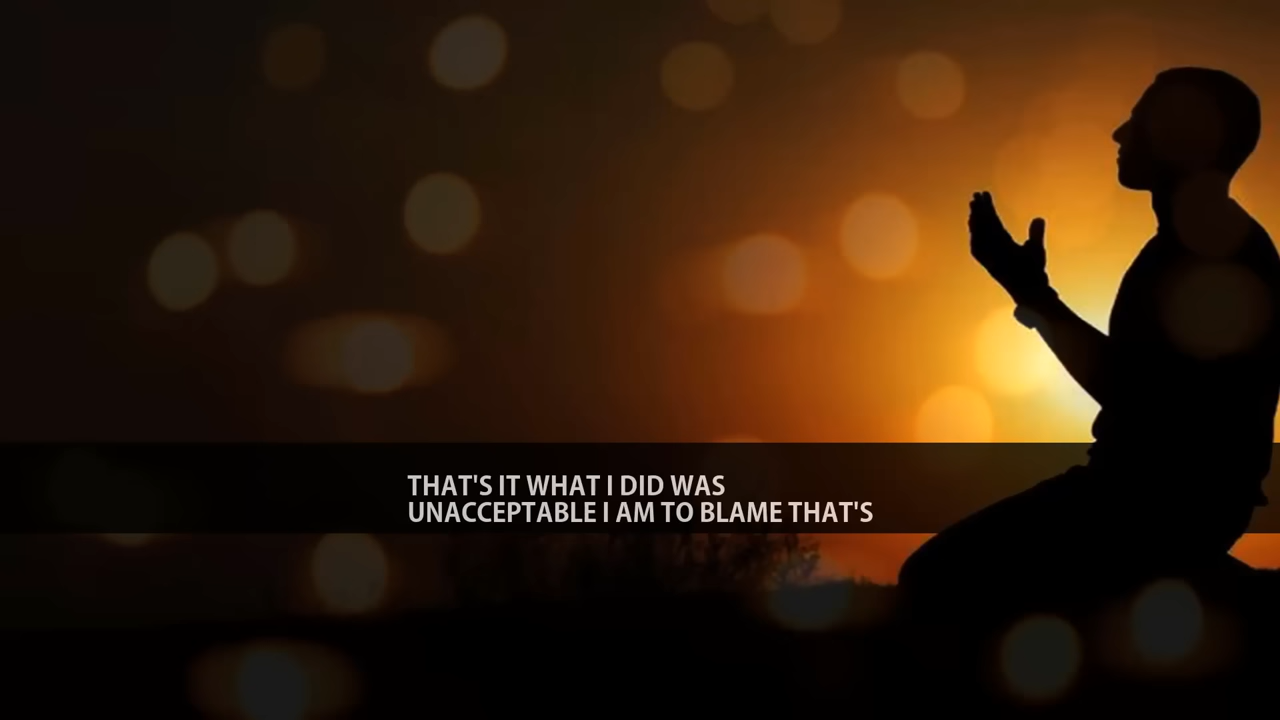 THAT'S IT WHAT I DID WAS
UNACCEPTABLE I AM TO BLAME THAT'S